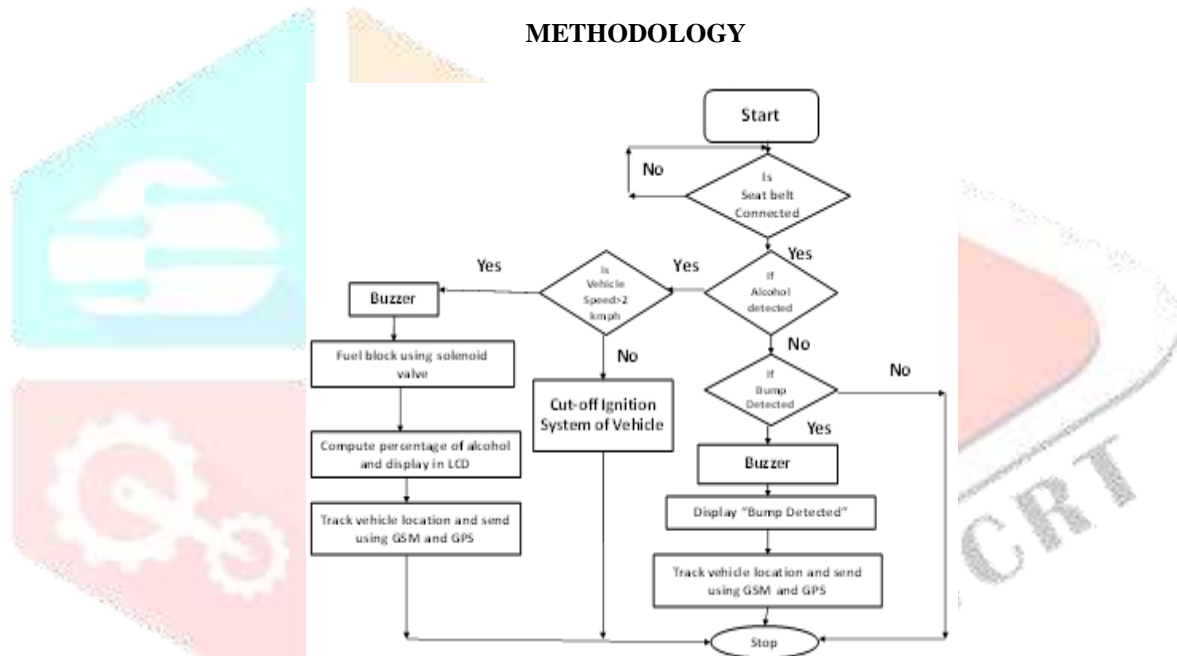 METHODOLOGY
Start
No
Is
Seat belt
Connected
Yes
If
Alcohol
detected
Yes
Is
Vehicle
Speed>2
kmph
Yes
Buzzer
Fuel block using solenoid
valve
Compute percentage of alcohol
and display in LCD
Track vehicle location and send
using GSM and GPS
No
Cut-off Ignition
System of Vehicle
No
If
Bump
Detected
No
Yes
Buzzer
Display "Bump Detected"
Track vehicle location and send
using GSM and GPS
Stop
CRT